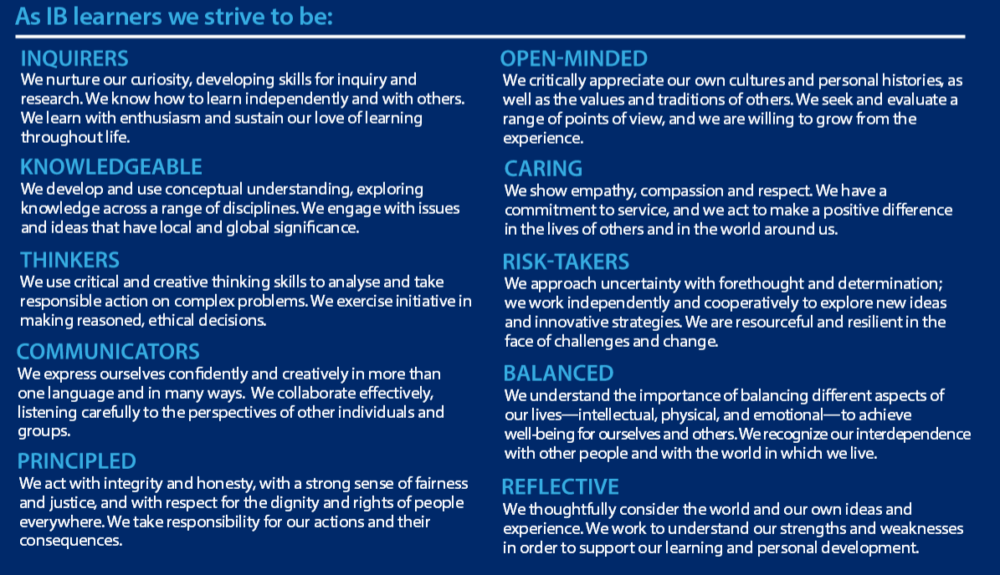 As IB learners we strive to be:
INQUIRERS
We nurture our curiosity, developing skills for inquiry and
research. We know how to learn independently and with others.
We learn with enthusiasm and sustain our love of learning
throughout life.
KNOWLEDGEABLE
We develop and use conceptual understanding, exploring
knowledge across a range of disciplines. We engage with issues
and ideas that have local and global significance.
THINKERS
We use critical and creative thinking skills to analyse and take
responsible action on complex problems. We exercise initiative in
making reasoned, ethical decisions.
COMMUNICATORS
We express ourselves confidently and creatively in more than
one language and in many ways. We collaborate effectively,
listening carefully to the perspectives of other individuals and
groups.
PRINCIPLED
We act with integrity and honesty, with a strong sense of fairness
and justice, and with respect for the dignity and rights of people
everywhere. We take responsibility for our actions and their
consequences.
OPEN-MINDED
We critically appreciate our own cultures and personal histories, as
well as the values and traditions of others. We seek and evaluate a
range of points of view, and we are willing to grow from the
experience.
CARING
We show empathy, compassion and respect. We have a
commitment to service, and we act to make a positive difference
in the lives of others and in the world around us.
RISK-TAKERS
We approach uncertainty with forethought and determination;
we work independently and cooperatively to explore new ideas
and innovative strategies. We are resourceful and resilient in the
face of challenges and change.
BALANCED
We understand the importance of balancing different aspects of
our lives—intellectual, physical, and emotional—to achieve
well-being for ourselves and others. We recognize our interdependence
with other people and with the world in which we live.
REFLECTIVE
We thoughtfully consider the world and our own ideas and
experience. We work to understand our strengths and weaknesses
in order to support our learning and personal development.